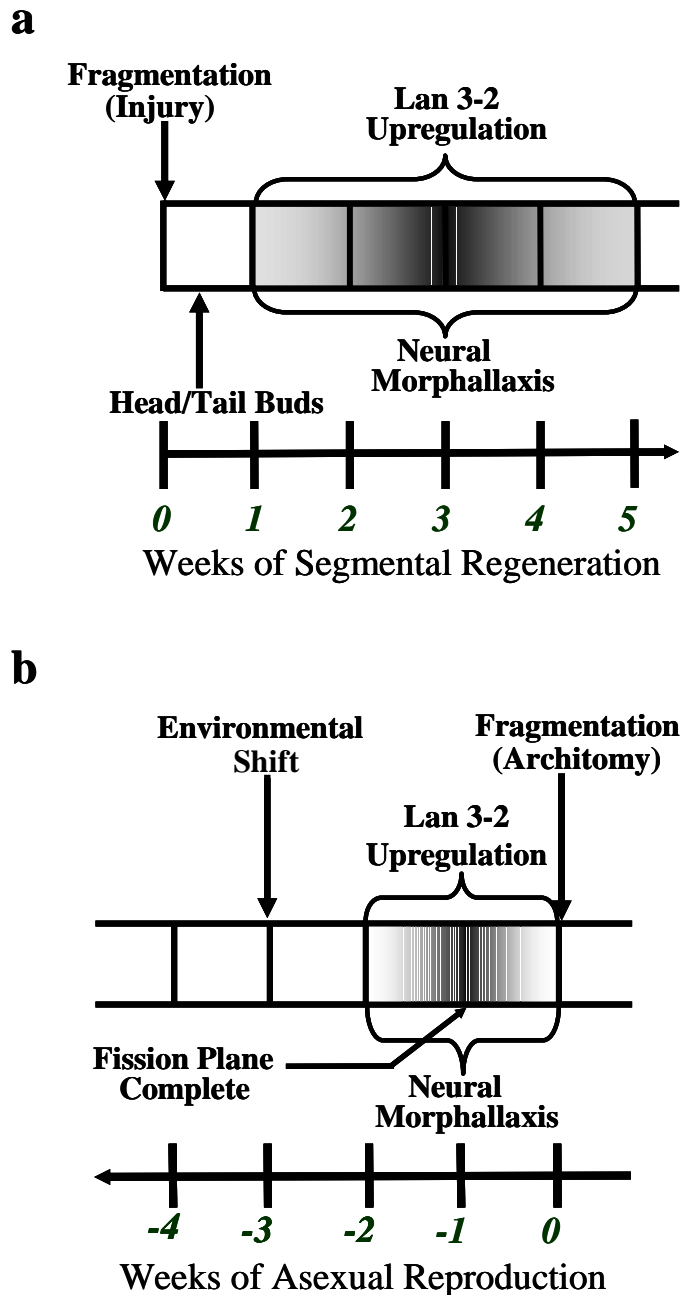 a
Fragmentation
(Injury)
Lan 3-2
Upregulation
Neural
Morphallaxis
Head/Tail Buds
0 1 2 3 4 5
Weeks of Segmental Regeneration
b
Environmental
Shift
Fragmentation
(Architomy)
Lan 3-2
Upregulation
Fission Plane
Complete
Neural
Morphallaxis
-4 -3 -2 -1 0
Weeks of Asexual Reproduction